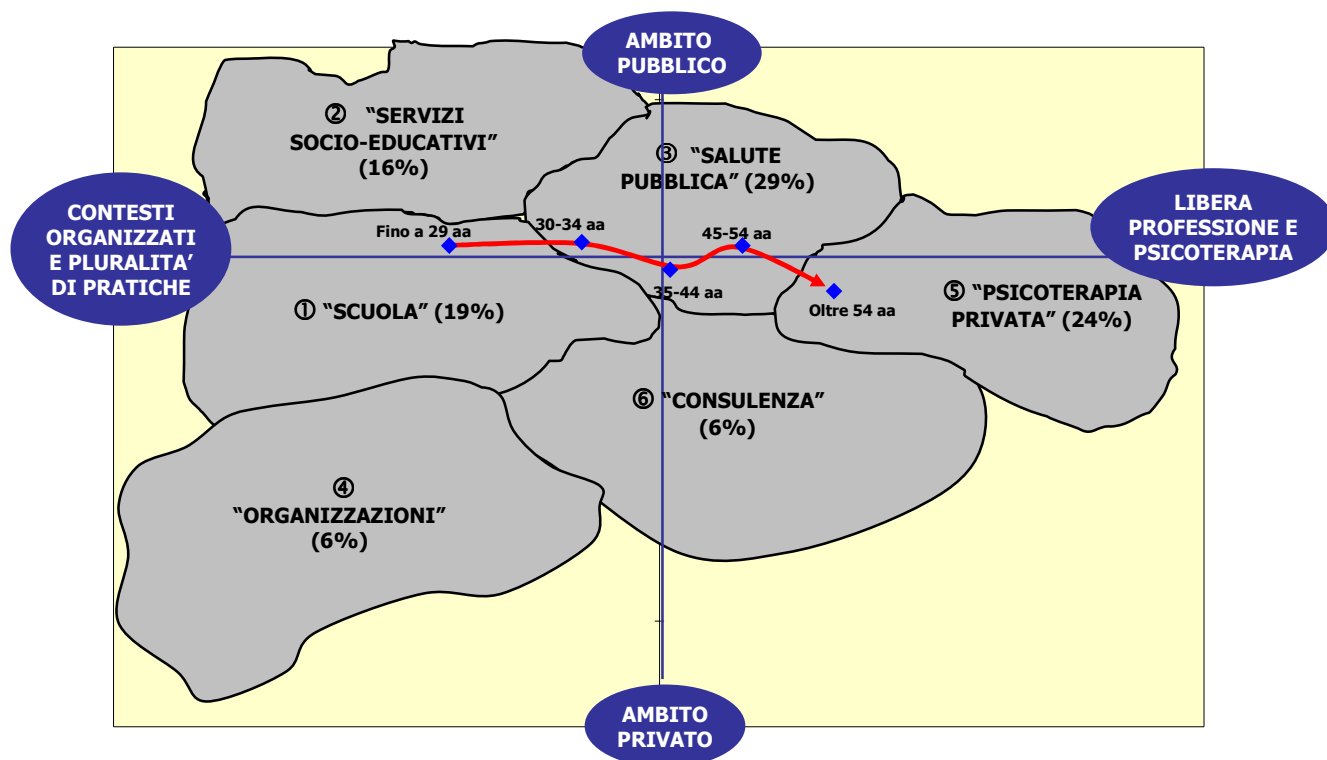 AMBITO
PUBBLICO
② “SERVIZI
SOCIO-EDUCATIVI”
(16%)
③ “SALUTE
PUBBLICA” (29%)
CONTESTI
ORGANIZZATI
E PLURALITA’
DI PRATICHE
LIBERA
PROFESSIONE E
PSICOTERAPIA
Fino a 29 aa
30-34 aa
45-54 aa
35-44 aa
Oltre 54 aa
① “SCUOLA” (19%)
⑤ “PSICOTERAPIA
PRIVATA” (24%)
⑥ “CONSULENZA”
(6%)
④
“ORGANIZZAZIONI”
(6%)
AMBITO
PRIVATO